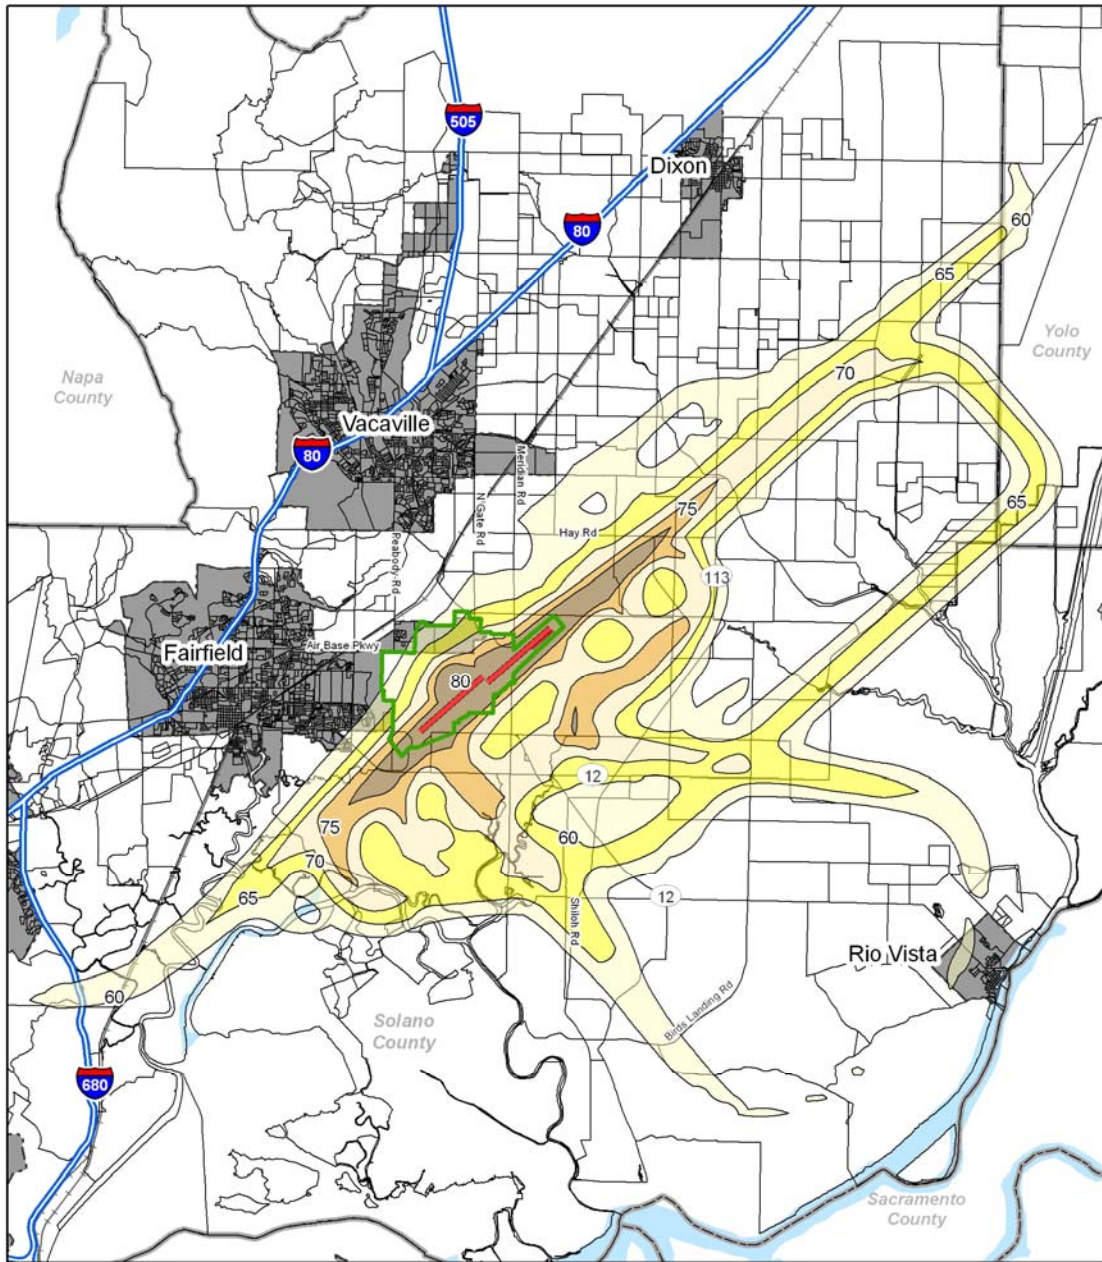 505
Dixon
80
60
65
Yolo
County
Napa
County
70
Vacaville
80
Meridian Rd
N'Gate Rd
75
65
Hay Rd
Peabody Rd
113
Air Base Pkwy
Fairfield
80
12
75
60
70
65
12
Shiloh Rd
Rio Vista
60
Solano
County
Birds Landing Rd
680
Sacramento
County